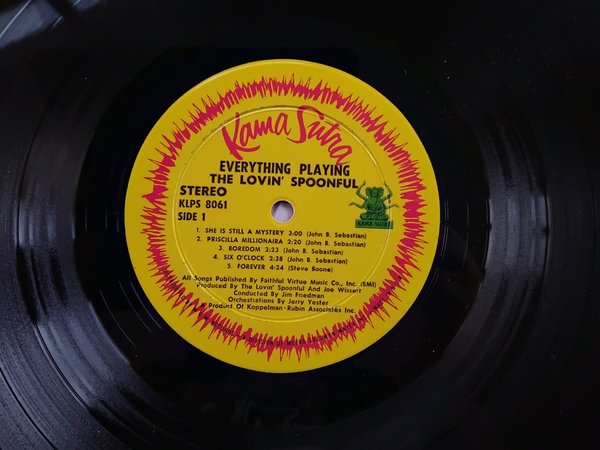 Kama Sutra
EVERYTHING PLAYING
THE LOVIN' SPOONFUL
STEREO
KLPS 8061
SIDE 1
KAMA SUTRA
1. SHE IS STILL A MYSTERY 3:00 (John B. Sebastian)
2. PRISCILLA MILLIONAIRA 2:20 (John B. Sebastian)
3. BOREDOM 2:23 (John B. Sebastian)
4. SIX O'CLOCK 2:38 (John B. Sebastian)
5. FOREVER 4:24 (Steve Boone)
All Songs Published By Faithful Virtue Music Co., Inc. (BMI)
Produced By The Lovin' Spoonful And Joe Wissert
Conducted By Jim Friedman
Orchestrations By Jerry Yester
A Product Of Koppelman-Rubin Associates Inc.